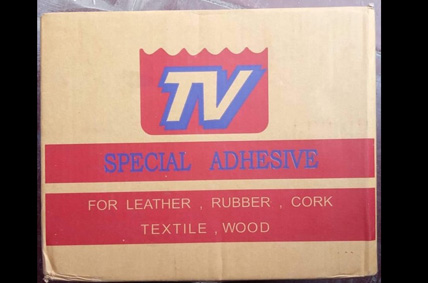 TV
SPECIAL ADHESIVE
FOR LEATHER , RUBBER , CORK
TEXTILE , WOOD